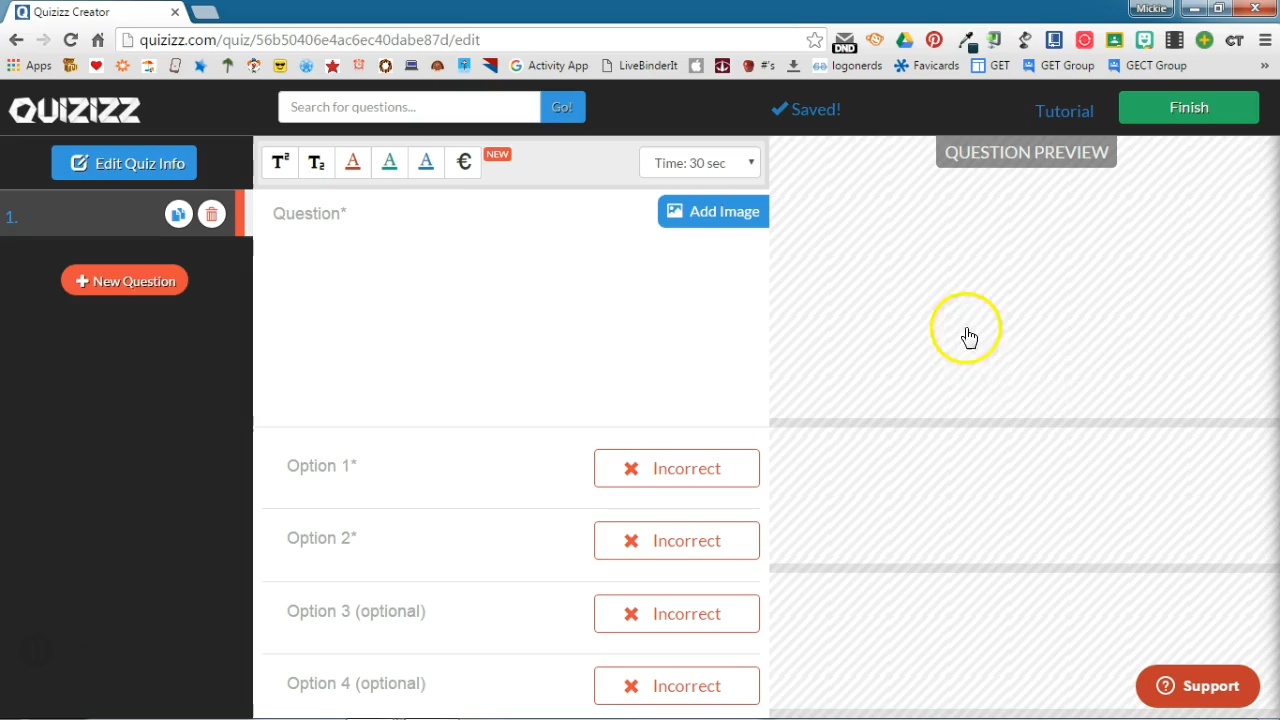 Quizizz Creator
Mickie
quizizz.com/quiz/56b50406e4ac6ec40dabe87d/edit
DND
CT
Apps
Activity App
LiveBinderIt
#'s
logonerds
Favicards
GET
GET Group
GECT Group
»
QUIZIZZ
Search for questions...
Go!
Saved!
Tutorial
Finish
Edit Quiz Info
T²
T₂
A
A
A
€
NEW
Time: 30 sec
QUESTION PREVIEW
1.
Question*
Add Image
New Question
Option 1*
Incorrect
Option 2*
Incorrect
Option 3 (optional)
Incorrect
Option 4 (optional)
Incorrect
Support